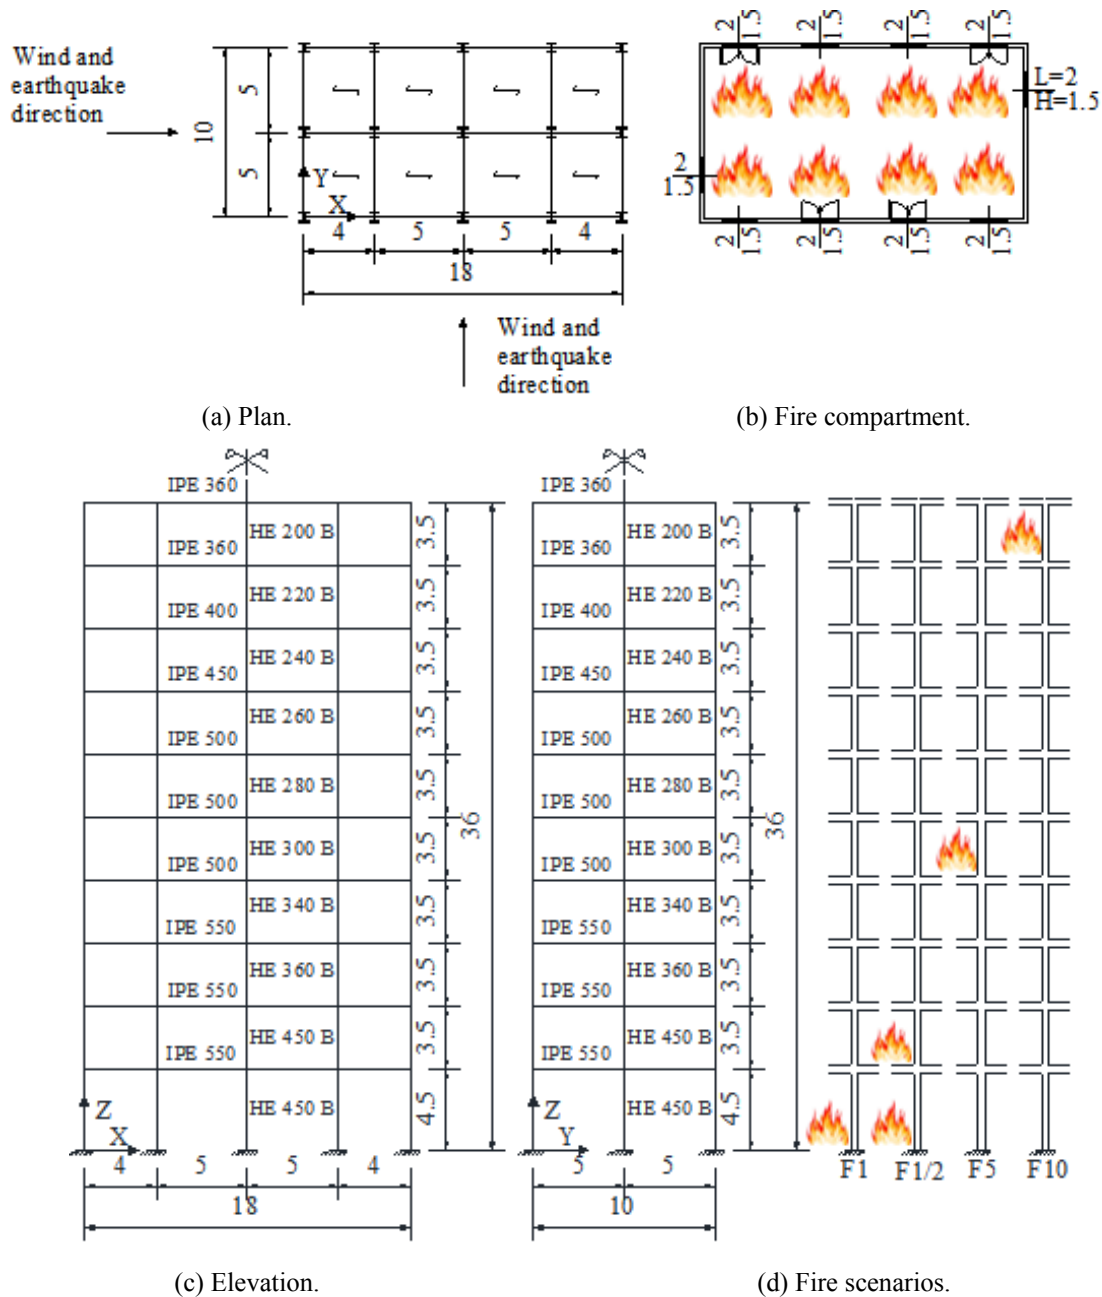 Wind and
earthquake
direction
10
5
5
Y
X
4
5
5
4
18
Wind and
earthquake
direction
(a) Plan.
2
1.5
2
1.5
2
1.5
2
1.5
L=2
H=1.5
2
1.5
2
1.5
2
1.5
2
1.5
2
1.5
(b) Fire compartment.
IPE 360
IPE 360
IPE 400
IPE 450
IPE 500
IPE 500
IPE 500
IPE 550
IPE 550
IPE 550
HE 200 B
HE 220 B
HE 240 B
HE 260 B
HE 280 B
HE 300 B
HE 340 B
HE 360 B
HE 450 B
HE 450 B
3.5
3.5
3.5
3.5
3.5
3.5
3.5
3.5
3.5
4.5
36
Z
X
4
5
5
4
18
(c) Elevation.
IPE 360
IPE 360
IPE 400
IPE 450
IPE 500
IPE 500
IPE 500
IPE 550
IPE 550
IPE 550
HE 200 B
HE 220 B
HE 240 B
HE 260 B
HE 280 B
HE 300 B
HE 340 B
HE 360 B
HE 450 B
HE 450 B
3.5
3.5
3.5
3.5
3.5
3.5
3.5
3.5
3.5
4.5
36
Z
Y
5
5
10
F1
F1/2
F5
F10
(d) Fire scenarios.